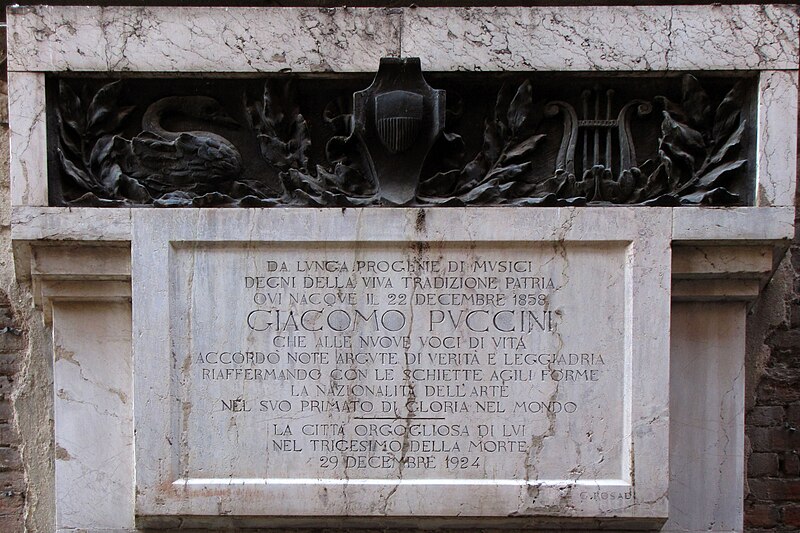 DA LVNGA PROGENIE DI MVSICI
DEGNI DELLA VIVA TRADIZIONE PATRIA
QVI NACQVE IL 22 DECEMBRE 1858
GIACOMO PVCCINI
CHE ALLE NUOVE VOCI DI VITA
ACCORDÒ NOTE ARGVTE DI VERITÀ E LEGGIADRIA
RIAFFERMANDO CON LE SCHIETTE AGILI FORME
LA NAZIONALITÀ DELL'ARTE
NEL SVO PRIMATO DI GLORIA NEL MONDO
LA CITTÀ ORGOGLIOSA DI LVI
NEL TRIGESIMO DELLA MORTE
29 DECEMBRE 1924